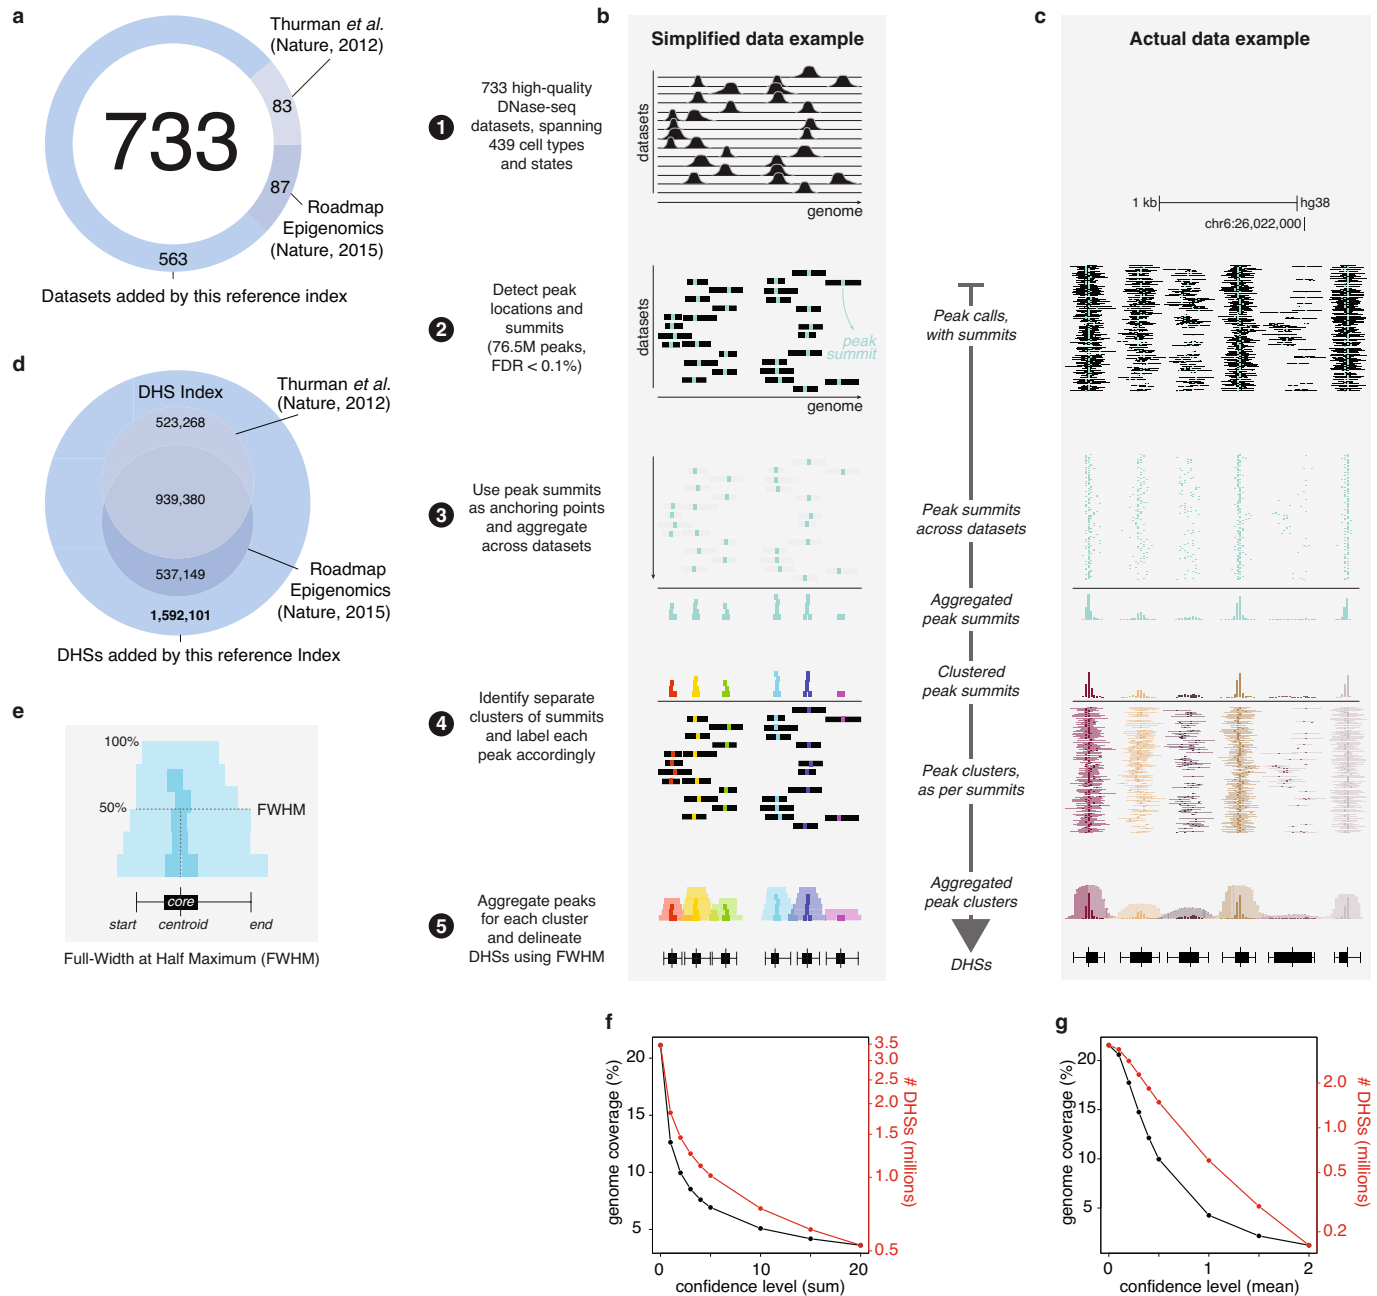 a
Thurman et al.
(Nature, 2012)
83
733
87
Roadmap
Epigenomics
(Nature, 2015)
563
Datasets added by this reference index
d
DHS Index
Thurman et al.
(Nature, 2012)
523,268
939,380
537,149
Roadmap
Epigenomics
(Nature, 2015)
1,592,101
DHSs added by this reference Index
e
100%
50%
FWHM
core
start
centroid
end
Full-Width at Half Maximum (FWHM)
1
733 high-quality
DNase-seq
datasets, spanning
439 cell types
and states
2
Detect peak
locations and
summits
(76.5M peaks,
FDR < 0.1%)
3
Use peak summits
as anchoring points
and aggregate
across datasets
4
Identify separate
clusters of summits
and label each
peak accordingly
5
Aggregate peaks
for each cluster
and delineate
DHSs using FWHM
b
Simplified data example
datasets
genome
datasets
peak
summit
genome
Peak calls,
with summits
Peak summits
across datasets
Aggregated
peak summits
Clustered
peak summits
Peak clusters,
as per summits
Aggregated
peak clusters
DHSs
c
Actual data example
1 kb
hg38
chr6:26,022,000
f
genome coverage (%)
20
15
10
5
3.5
3.0
2.5
2.0
1.5
1.0
0.5
# DHSs (millions)
0
10
20
confidence level (sum)
g
genome coverage (%)
20
15
10
5
2.0
1.0
0.5
0.2
# DHSs (millions)
0
1
2
confidence level (mean)